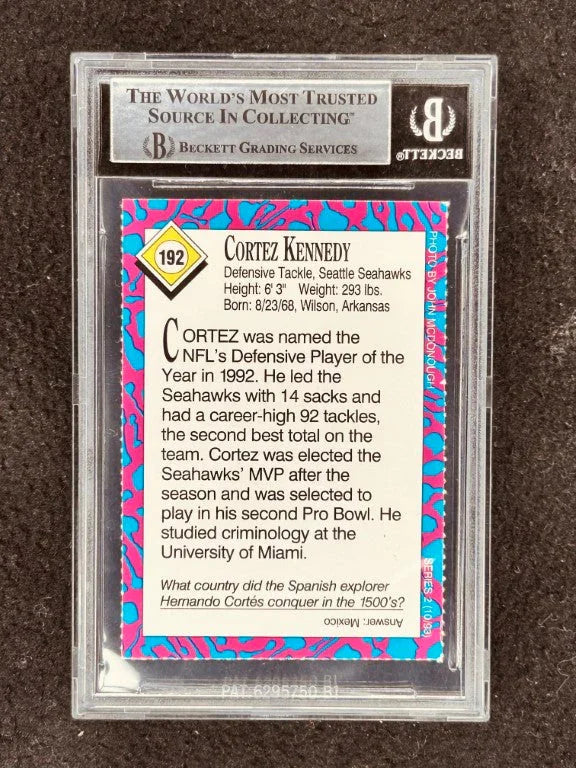 THE WORLD'S MOST TRUSTED
SOURCE IN COLLECTING™
B BECKETT GRADING SERVICES
B
BECKETT®
192
CORTEZ KENNEDY
Defensive Tackle, Seattle Seahawks
Height: 6' 3" Weight: 293 lbs.
Born: 8/23/68, Wilson, Arkansas
CORTEZ was named the
NFL's Defensive Player of the
Year in 1992. He led the
Seahawks with 14 sacks and
had a career-high 92 tackles,
the second best total on the
team. Cortez was elected the
Seahawks' MVP after the
season and was selected to
play in his second Pro Bowl. He
studied criminology at the
University of Miami.
What country did the Spanish explorer
Hernando Cortés conquer in the 1500's?
Answer: Mexico
PHOTO BY JOHN MCDONOUGH
SERIES 2 (10/93)
PAT 6295750 B1